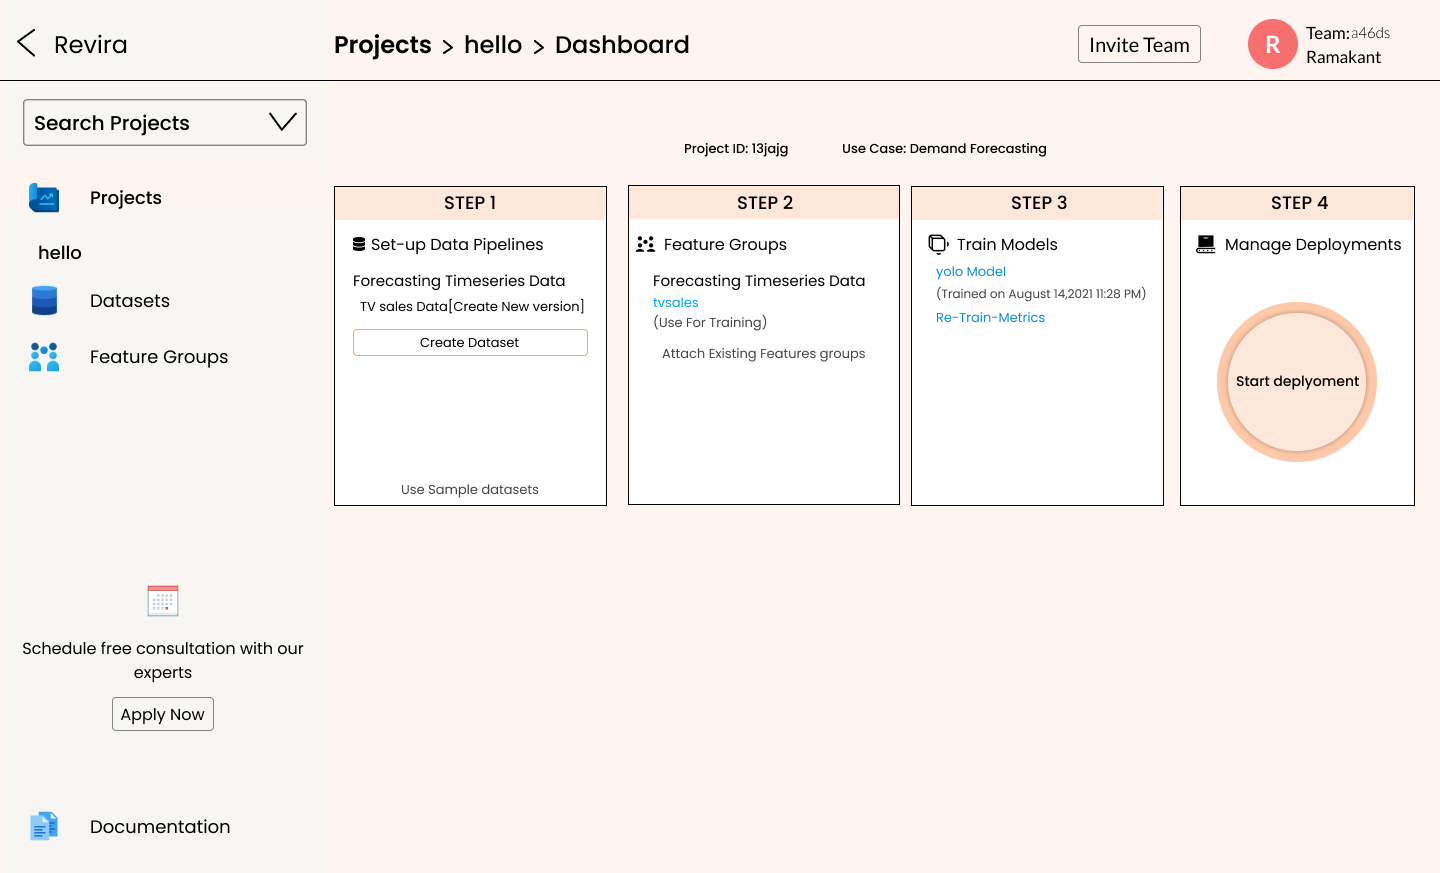 Revira
Projects > hello > Dashboard
Invite Team
R
Team:a46ds
Ramakant
Search Projects
Projects
hello
Datasets
Feature Groups
Schedule free consultation with our
experts
Apply Now
Documentation
Project ID: 13jajg
Use Case: Demand Forecasting
STEP 1
Set-up Data Pipelines
Forecasting Timeseries Data
TV sales Data[Create New version]
Create Dataset
Use Sample datasets
STEP 2
Feature Groups
Forecasting Timeseries Data
tvsales
(Use For Training)
Attach Existing Features groups
STEP 3
Train Models
yolo Model
(Trained on August 14,2021 11:28 PM)
Re-Train-Metrics
STEP 4
Manage Deployments
Start deplyoment